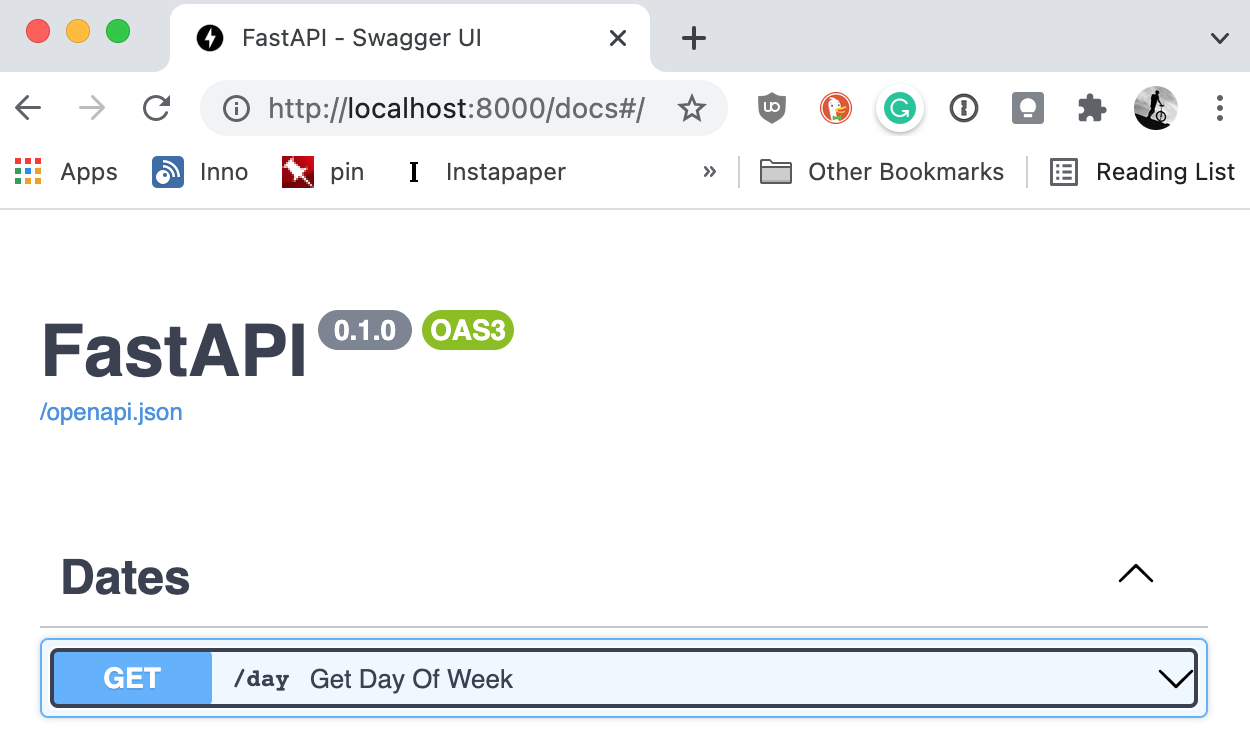 FastAPI - Swagger UI
http://localhost:8000/docs#/
Apps Inno pin I Instapaper » Other Bookmarks Reading List
FastAPI 0.1.0 OAS3
/openapi.json
Dates
GET /day Get Day Of Week